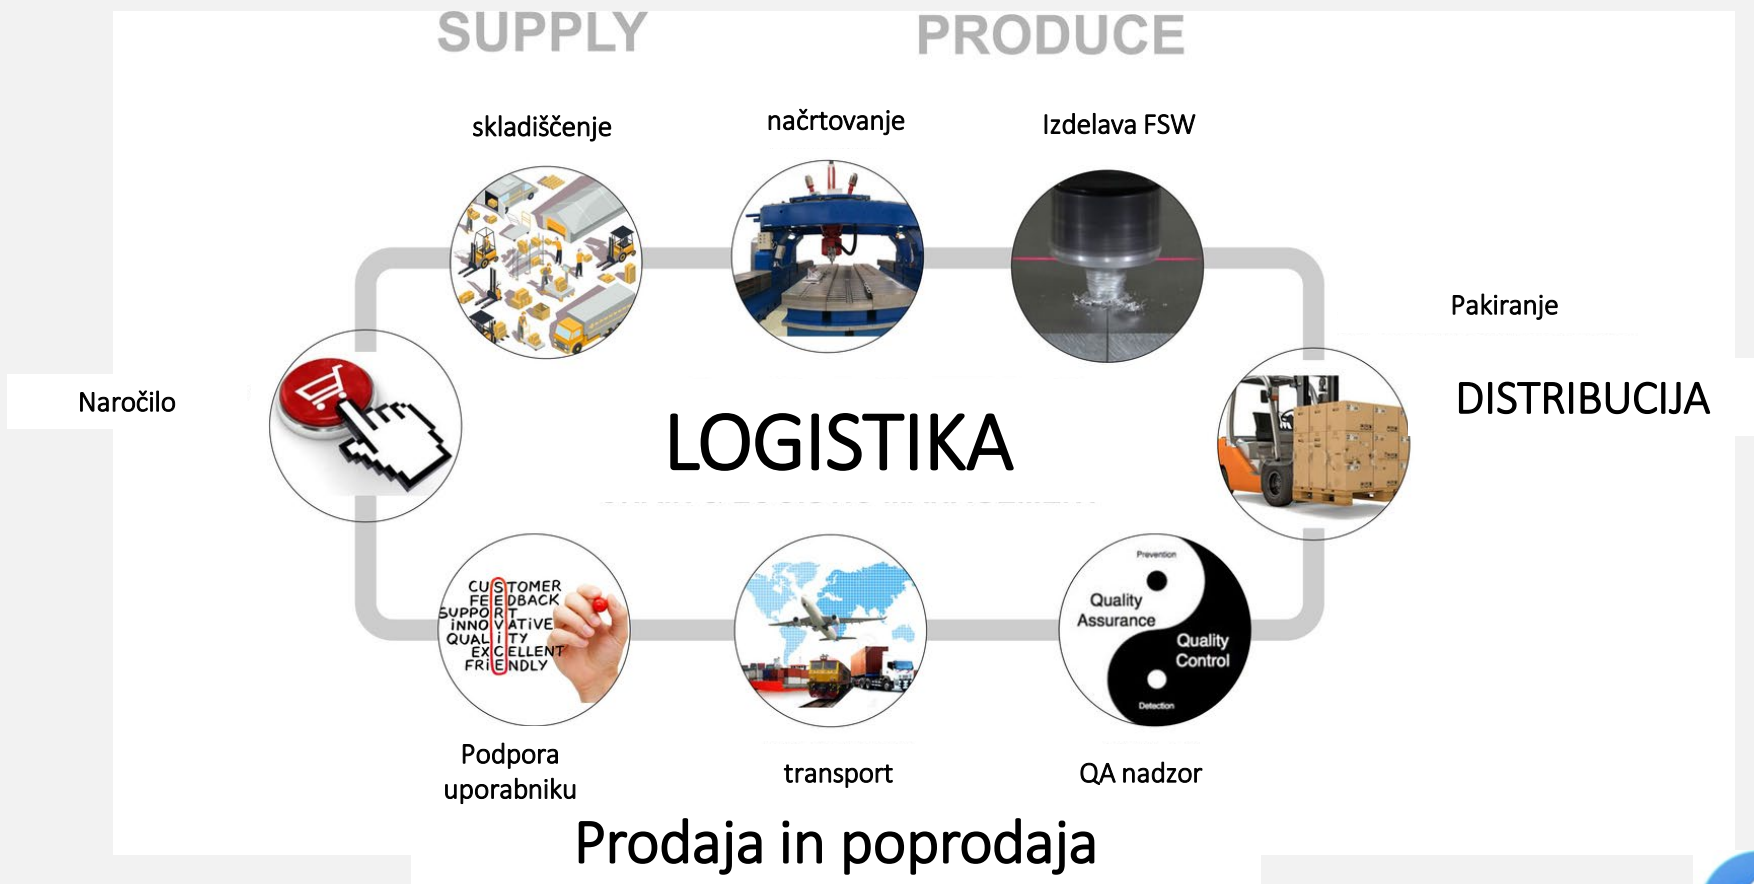 SUPPLY
PRODUCE
skladiščenje
načrtovanje
Izdelava FSW
Pakiranje
Naročilo
DISTRIBUCIJA
LOGISTIKA
CUSTOMER
FEEDBACK
SUPPORT
INNOVATIVE
QUALITY
EXCELLENT
FRIENDLY
Prevention
Quality
Assurance
Quality
Control
Detection
Podpora
uporabniku
transport
QA nadzor
Prodaja in poprodaja